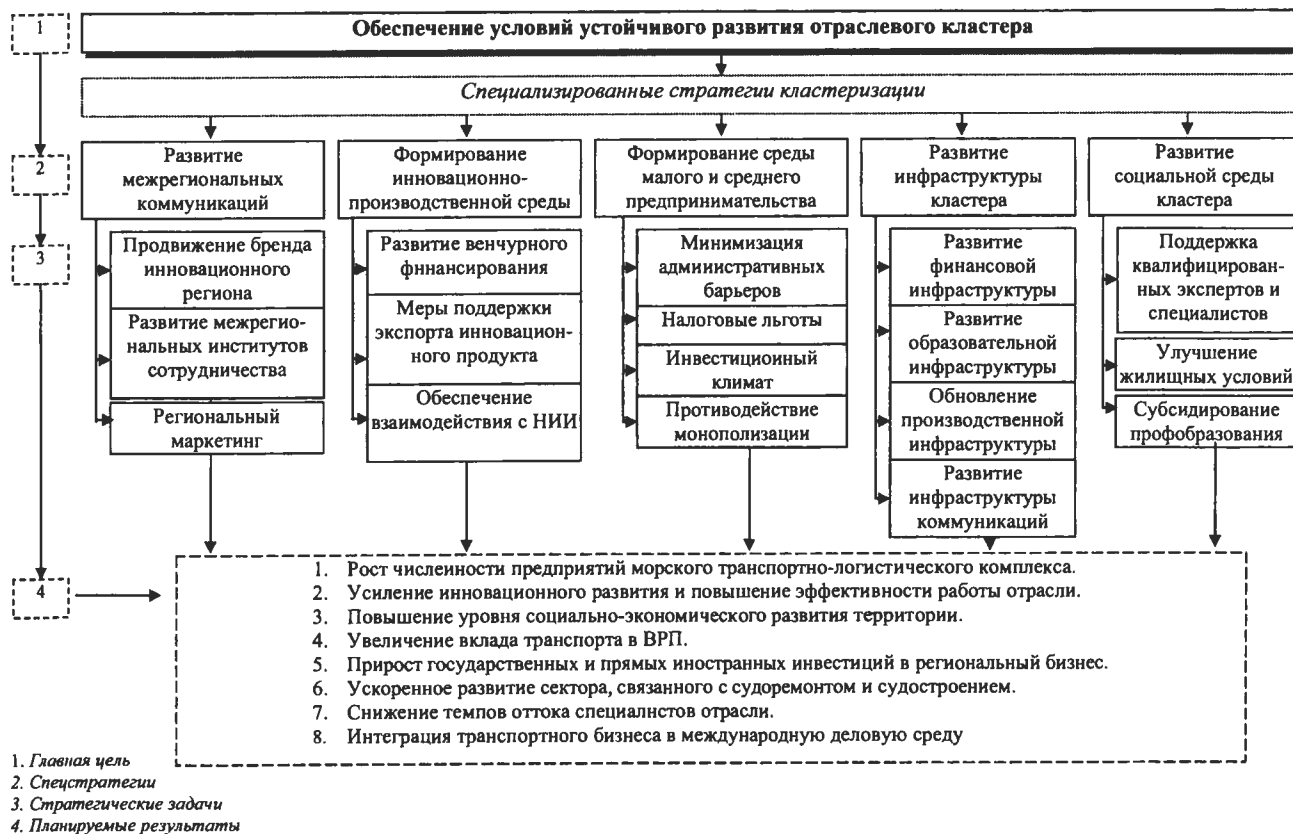 1
Обеспечение условий устойчивого развития отраслевого кластера
Специализированные стратегии кластеризации
2
Развитие
межрегиональных
коммуникаций
Формирование
инновационно-
производственной среды
Формирование среды
малого и среднего
предпринимательства
Развитие
инфраструктуры
кластера
Развитие
социальной среды
кластера
3
Продвижение бренда
инновационного
региона
Развитие межрегио-
нальных институтов
сотрудничества
Региональный
маркетинг
Развитие венчурного
финансирования
Меры поддержки
экспорта инновацион-
ного продукта
Обеспечение
взаимодействия с НИИ
Минимизация
административных
барьеров
Налоговые льготы
Инвестиционный
климат
Противодействие
монополизации
Развитие
финансовой
инфраструктуры
Развитие
образовательной
инфраструктуры
Обновление
производственной
инфраструктуры
Развитие
инфраструктуры
коммуникаций
Поддержка
квалифицирован-
ных экспертов и
специалистов
Улучшение
жилищных условий
Субсидирование
профобразования
4
1. Рост численности предприятий морского транспортно-логистического комплекса.
2. Усиление инновационного развития и повышение эффективности работы отрасли.
3. Повышение уровня социально-экономического развития территории.
4. Увеличение вклада транспорта в ВРП.
5. Прирост государственных и прямых иностранных инвестиций в региональный бизнес.
6. Ускоренное развитие сектора, связанного с судоремонтом и судостроением.
7. Снижение темпов оттока специалистов отрасли.
8. Интеграция транспортного бизнеса в международную деловую среду
1. Главная цель
2. Спецстратегии
3. Стратегические задачи
4. Планируемые результаты